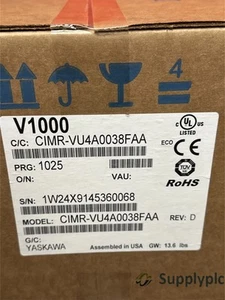 4
V1000
C/C: CIMR-VU4A0038FAA
ECO
PRG: 1025
O/N: VAU:
RoHS
S/N: 1W24X9145360068
MODEL: CIMR-VU4A0038FAA REV: D
G/C:
YASKAWA Assembled in USA GW: 13.6 lbs
Supplyplc